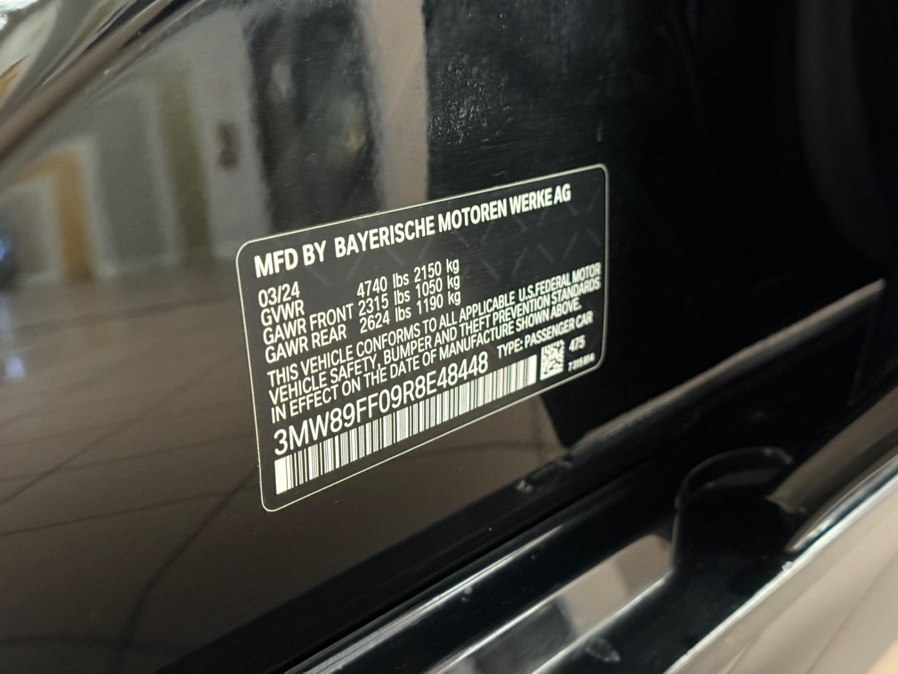 MFD BY BAYERISCHE MOTOREN WERKE AG
03/24
GVWR 4740 lbs 2150 kg
GAWR FRONT 2315 lbs 1050 kg
GAWR REAR 2624 lbs 1190 kg
THIS VEHICLE CONFORMS TO ALL APPLICABLE U.S.FEDERAL MOTOR
VEHICLE SAFETY, BUMPER AND THEFT PREVENTION STANDARDS
IN EFFECT ON THE DATE OF MANUFACTURE SHOWN ABOVE.
3MW89FF09R8E48448 TYPE: PASSENGER CAR
475